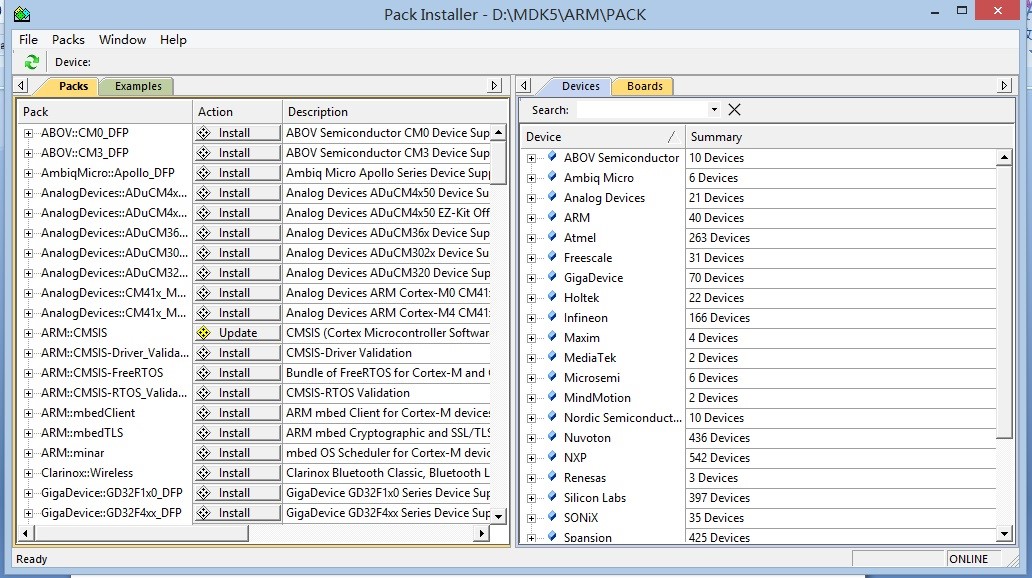 Pack Installer - D:\MDK5\ARM\PACK
File Packs Window Help
Device:
Packs Examples
Pack Action Description
ABOV::CM0_DFP Install ABOV Semiconductor CM0 Device Sup
ABOV::CM3_DFP Install ABOV Semiconductor CM3 Device Sup
AmbiqMicro::Apollo_DFP Install Ambiq Micro Apollo Series Device Supp
AnalogDevices::ADuCM4x... Install Analog Devices ADuCM4x50 Device Su
AnalogDevices::ADuCM4x... Install Analog Devices ADuCM4x50 EZ-Kit Off
AnalogDevices::ADuCM36... Install Analog Devices ADuCM36x Device Sup
AnalogDevices::ADuCM30... Install Analog Devices ADuCM302x Device Su
AnalogDevices::ADuCM32... Install Analog Devices ADuCM320 Device Sup
AnalogDevices::CM41x_M... Install Analog Devices ARM Cortex-M0 CM41
AnalogDevices::CM41x_M... Install Analog Devices ARM Cortex-M4 CM41
ARM::CMSIS Update CMSIS (Cortex Microcontroller Softwar
ARM::CMSIS-Driver_Valida... Install CMSIS-Driver Validation
ARM::CMSIS-FreeRTOS Install Bundle of FreeRTOS for Cortex-M and
ARM::CMSIS-RTOS_Valida... Install CMSIS-RTOS Validation
ARM::mbedClient Install ARM mbed Client for Cortex-M devices
ARM::mbedTLS Install ARM mbed Cryptographic and SSL/TLS
ARM::minar Install mbed OS Scheduler for Cortex-M devic
Clarinox::Wireless Install Clarinox Bluetooth Classic, Bluetooth L
GigaDevice::GD32F1x0_DFP Install GigaDevice GD32F1x0 Series Device Sup
GigaDevice::GD32F4xx_DFP Install GigaDevice GD32F4xx Series Device Sup
Devices Boards
Search:
Device Summary
ABOV Semiconductor 10 Devices
Ambiq Micro 6 Devices
Analog Devices 21 Devices
ARM 40 Devices
Atmel 263 Devices
Freescale 31 Devices
GigaDevice 70 Devices
Holtek 22 Devices
Infineon 166 Devices
Maxim 4 Devices
MediaTek 2 Devices
Microsemi 6 Devices
MindMotion 2 Devices
Nordic Semiconduct... 10 Devices
Nuvoton 436 Devices
NXP 542 Devices
Renesas 3 Devices
Silicon Labs 397 Devices
SONiX 35 Devices
Spansion 425 Devices
Ready ONLINE